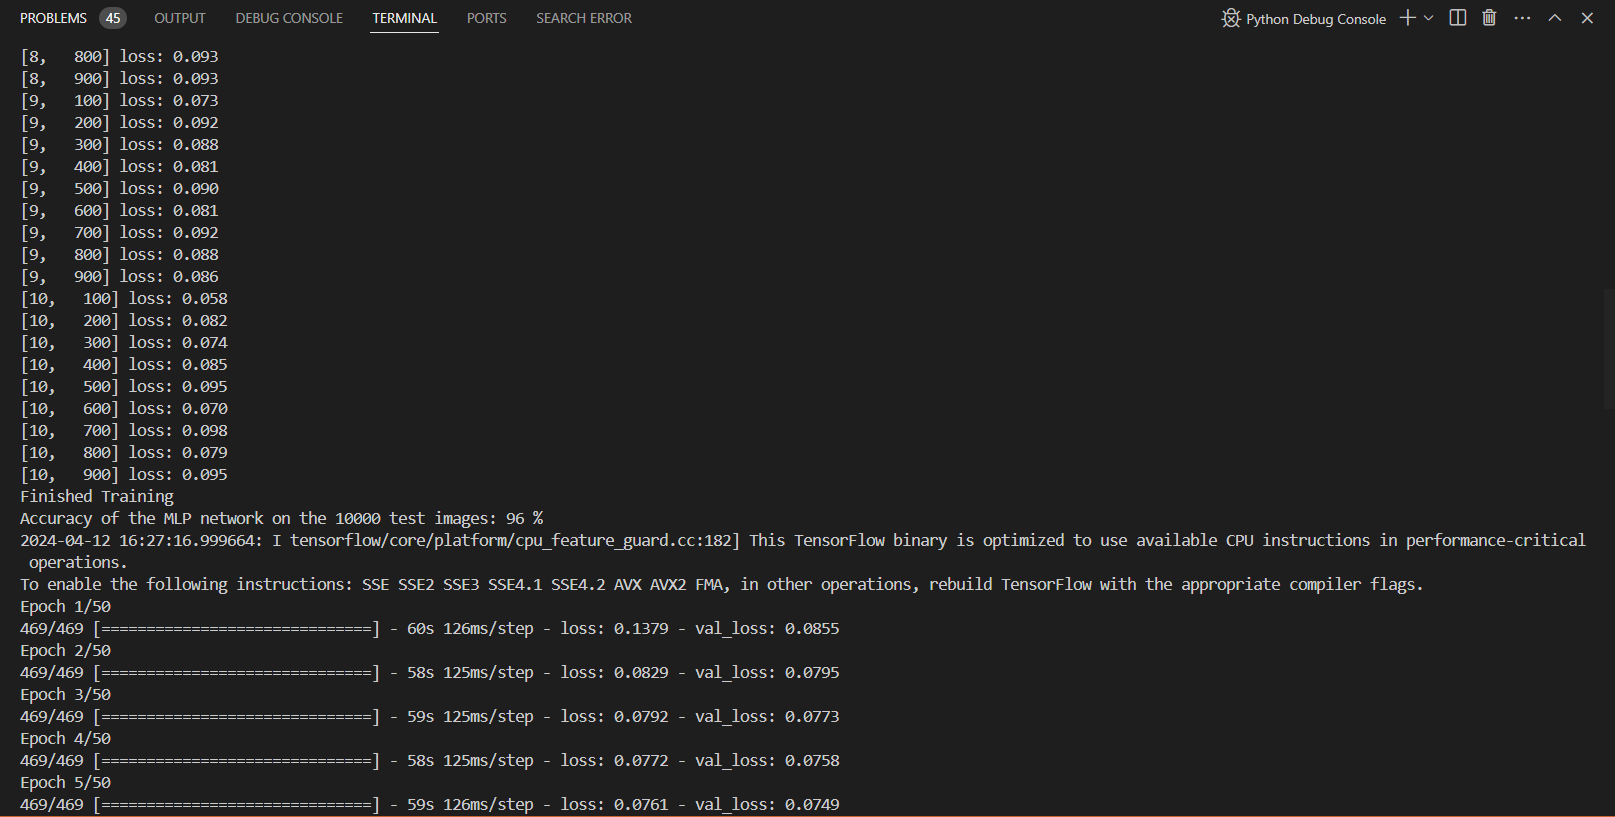 PROBLEMS 45 OUTPUT DEBUG CONSOLE TERMINAL PORTS SEARCH ERROR Python Debug Console
[8,   800] loss: 0.093
[8,   900] loss: 0.093
[9,   100] loss: 0.073
[9,   200] loss: 0.092
[9,   300] loss: 0.088
[9,   400] loss: 0.081
[9,   500] loss: 0.090
[9,   600] loss: 0.081
[9,   700] loss: 0.092
[9,   800] loss: 0.088
[9,   900] loss: 0.086
[10,   100] loss: 0.058
[10,   200] loss: 0.082
[10,   300] loss: 0.074
[10,   400] loss: 0.085
[10,   500] loss: 0.095
[10,   600] loss: 0.070
[10,   700] loss: 0.098
[10,   800] loss: 0.079
[10,   900] loss: 0.095
Finished Training
Accuracy of the MLP network on the 10000 test images: 96 %
2024-04-12 16:27:16.999664: I tensorflow/core/platform/cpu_feature_guard.cc:182] This TensorFlow binary is optimized to use available CPU instructions in performance-critical
 operations.
To enable the following instructions: SSE SSE2 SSE3 SSE4.1 SSE4.2 AVX AVX2 FMA, in other operations, rebuild TensorFlow with the appropriate compiler flags.
Epoch 1/50
469/469 [==============================] - 60s 126ms/step - loss: 0.1379 - val_loss: 0.0855
Epoch 2/50
469/469 [==============================] - 58s 125ms/step - loss: 0.0829 - val_loss: 0.0795
Epoch 3/50
469/469 [==============================] - 59s 125ms/step - loss: 0.0792 - val_loss: 0.0773
Epoch 4/50
469/469 [==============================] - 58s 125ms/step - loss: 0.0772 - val_loss: 0.0758
Epoch 5/50
469/469 [==============================] - 59s 126ms/step - loss: 0.0761 - val_loss: 0.0749